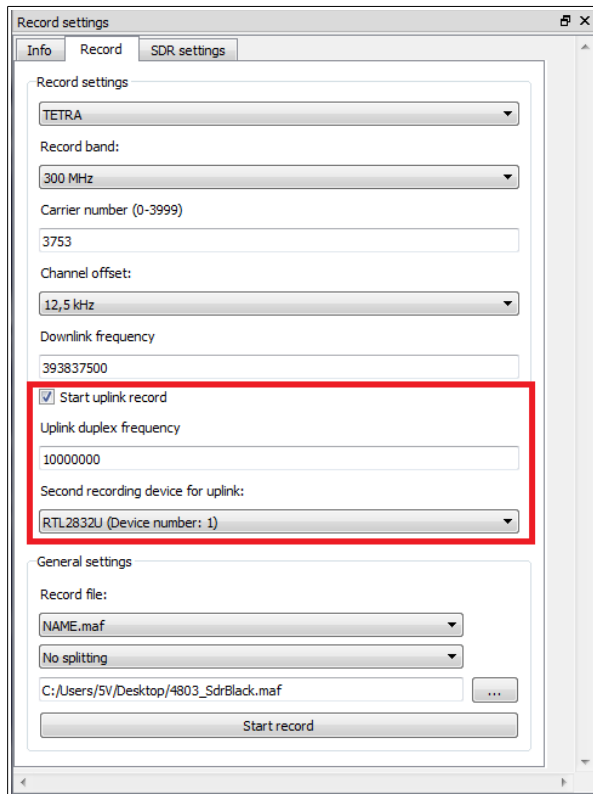 Record settings
Info Record SDR settings
Record settings
TETRA
Record band:
300 MHz
Carrier number (0-3999)
3753
Channel offset:
12,5 kHz
Downlink frequency
393837500
Start uplink record
Uplink duplex frequency
10000000
Second recording device for uplink:
RTL2832U (Device number: 1)
General settings
Record file:
NAME.maf
No splitting
C:/Users/5V/Desktop/4803_SdrBlack.maf
...
Start record